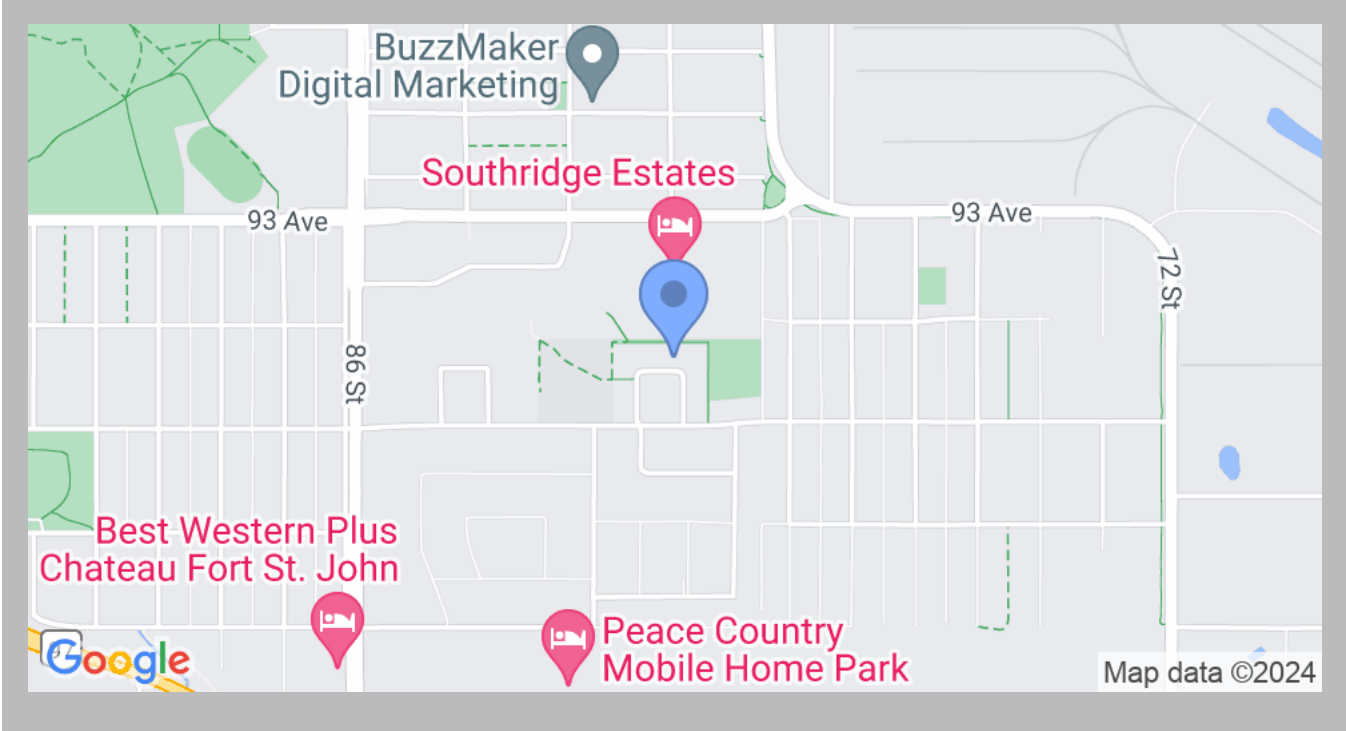 BuzzMaker
Digital Marketing
Southridge Estates
93 Ave
93 Ave
72 St
86 St
Best Western Plus
Chateau Fort St. John
Peace Country
Mobile Home Park
Google
Map data ©2024